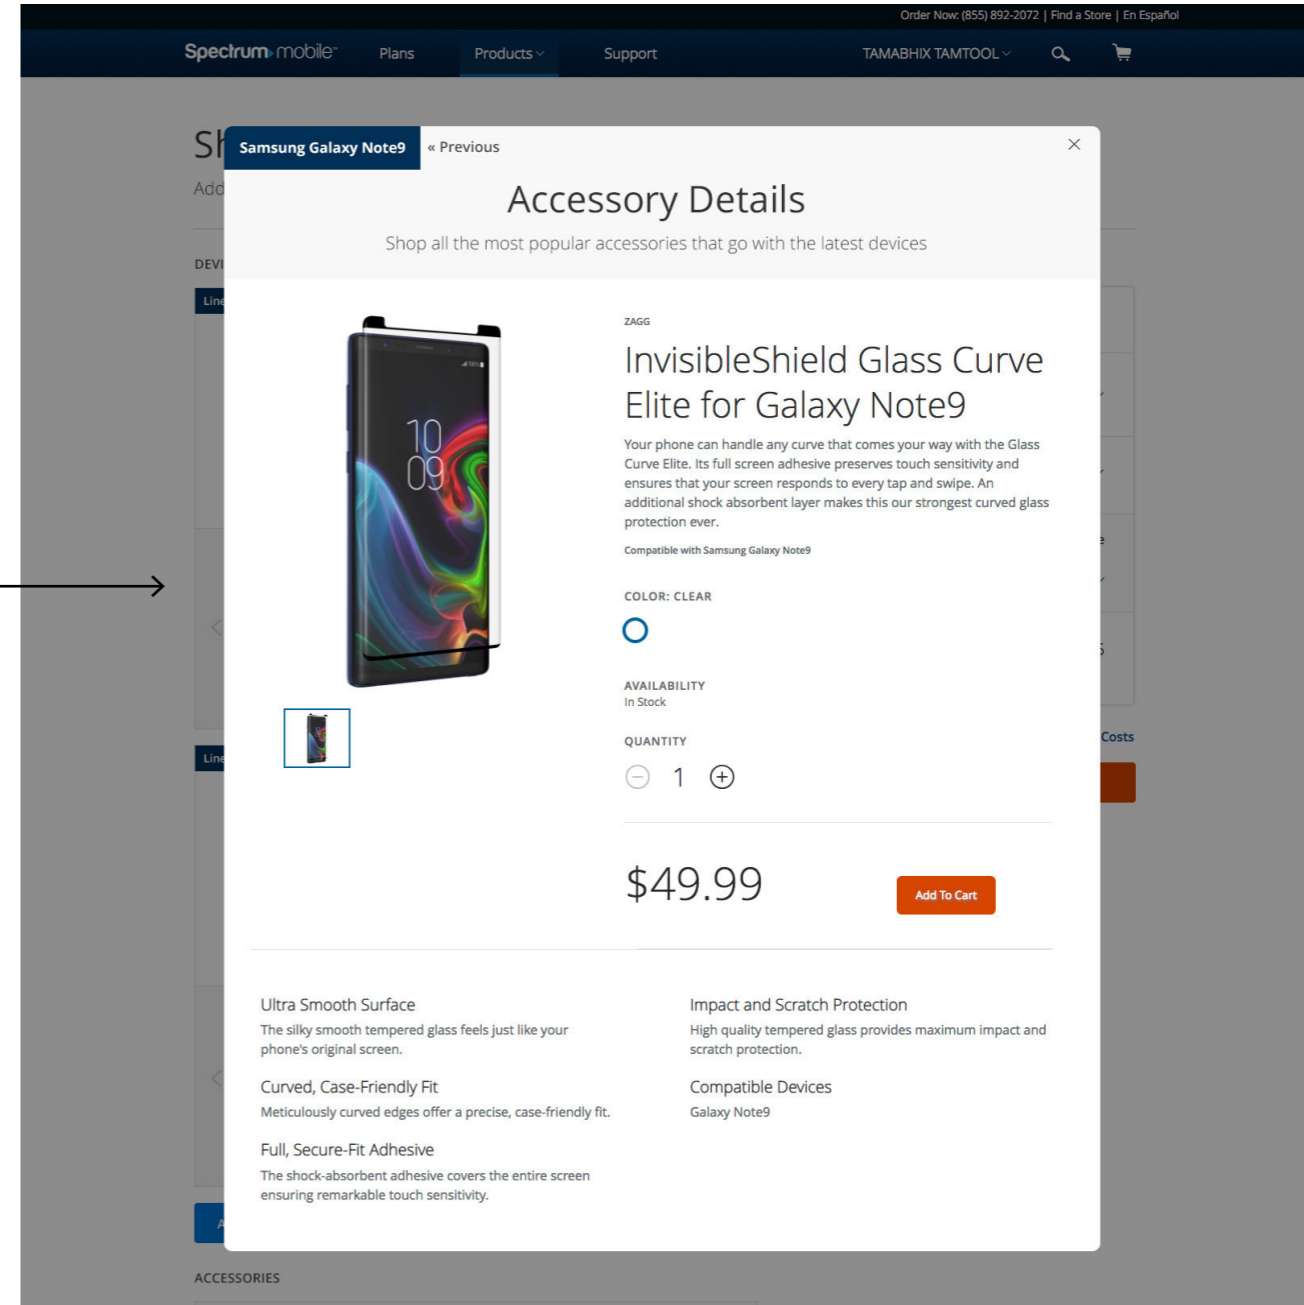 Order Now: (855) 892-2072 | Find a Store | En Español
Spectrum mobile Plans Products Support TAMABHIX TAMTOOL
Samsung Galaxy Note9 « Previous
Accessory Details
Shop all the most popular accessories that go with the latest devices
ZAGG
InvisibleShield Glass Curve
Elite for Galaxy Note9
Your phone can handle any curve that comes your way with the Glass
Curve Elite. Its full screen adhesive preserves touch sensitivity and
ensures that your screen responds to every tap and swipe. An
additional shock absorbent layer makes this our strongest curved glass
protection ever.
Compatible with Samsung Galaxy Note9
10
09
COLOR: CLEAR
AVAILABILITY
In Stock
QUANTITY
1
Costs
$49.99
Add To Cart
Ultra Smooth Surface
The silky smooth tempered glass feels just like your
phone's original screen.
Curved, Case-Friendly Fit
Meticulously curved edges offer a precise, case-friendly fit.
Full, Secure-Fit Adhesive
The shock-absorbent adhesive covers the entire screen
ensuring remarkable touch sensitivity.
Impact and Scratch Protection
High quality tempered glass provides maximum impact and
scratch protection.
Compatible Devices
Galaxy Note9
ACCESSORIES